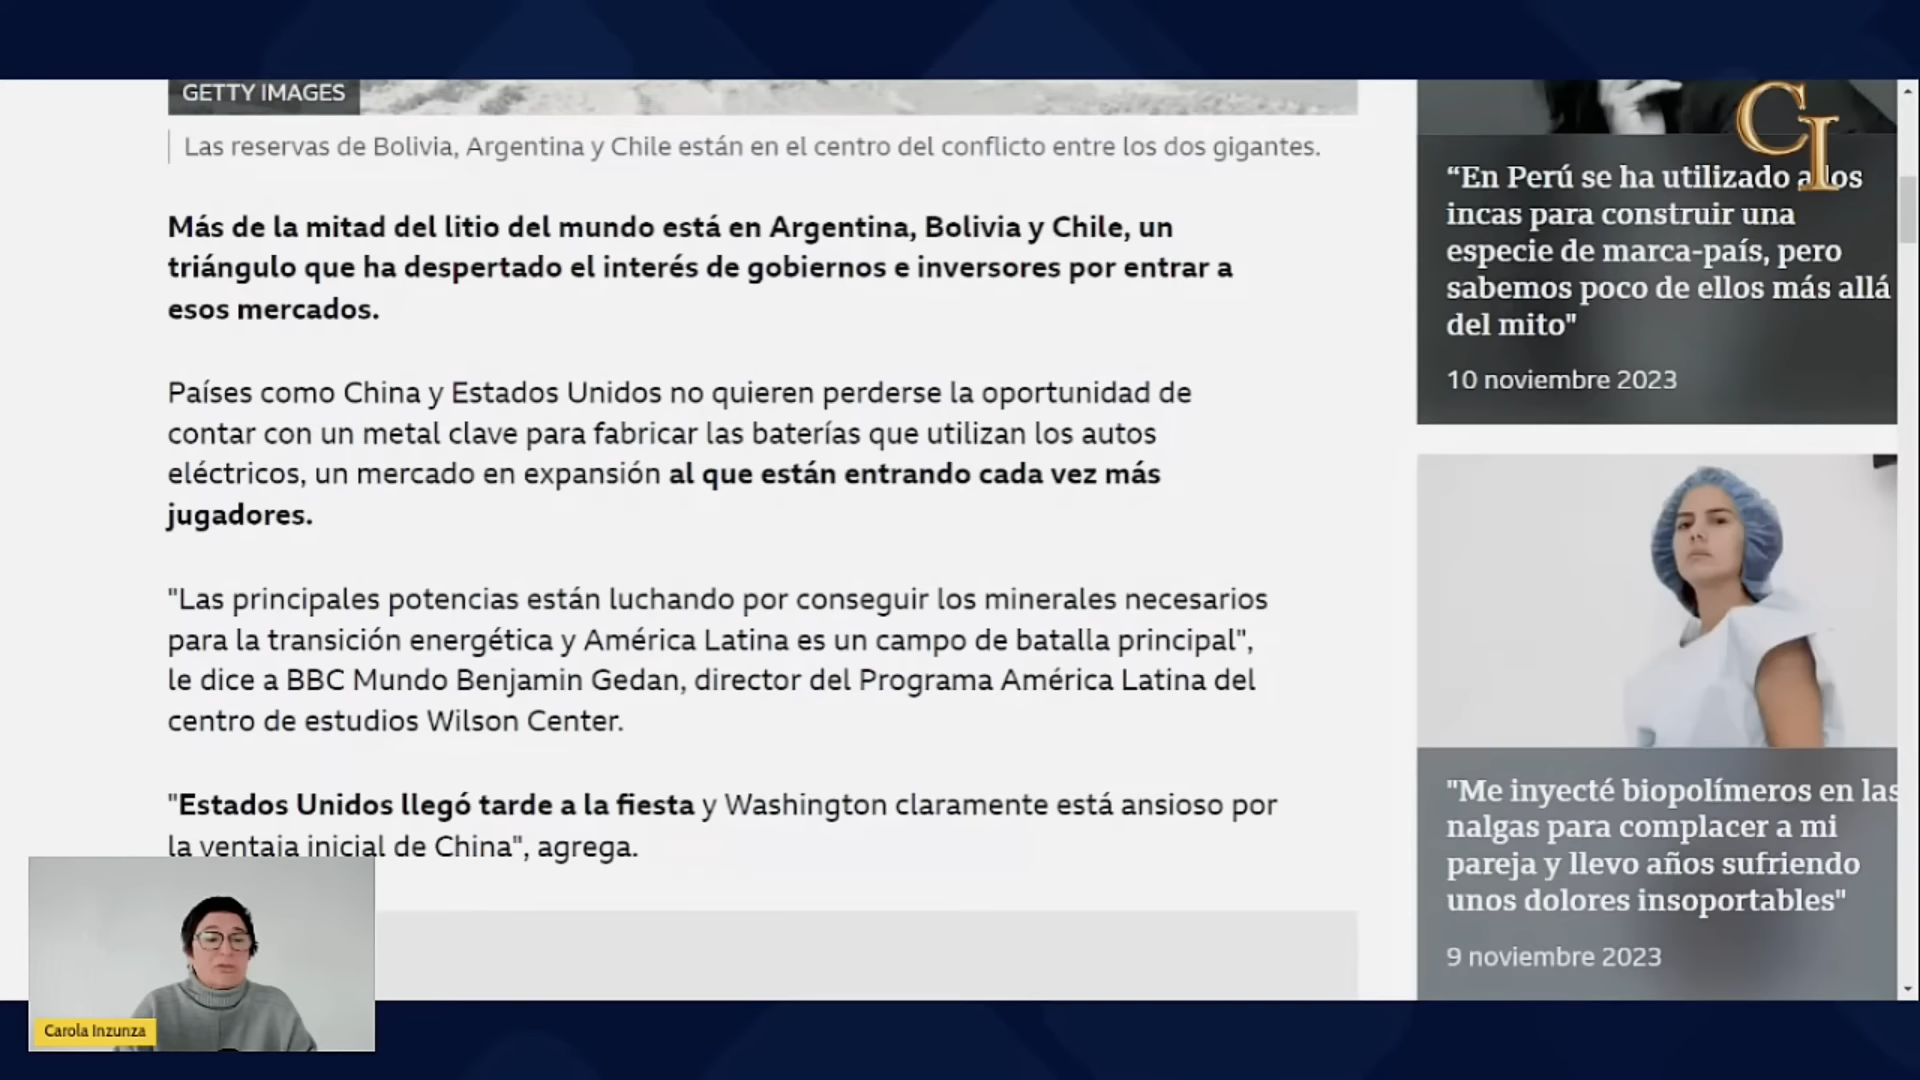 GETTY IMAGES
Las reservas de Bolivia, Argentina y Chile están en el centro del conflicto entre los dos gigantes.
Más de la mitad del litio del mundo está en Argentina, Bolivia y Chile, un
triángulo que ha despertado el interés de gobiernos e inversores por entrar a
esos mercados.
Países como China y Estados Unidos no quieren perderse la oportunidad de
contar con un metal clave para fabricar las baterías que utilizan los autos
eléctricos, un mercado en expansión al que están entrando cada vez más
jugadores.
"Las principales potencias están luchando por conseguir los minerales necesarios
para la transición energética y América Latina es un campo de batalla principal",
le dice a BBC Mundo Benjamin Gedan, director del Programa América Latina del
centro de estudios Wilson Center.
"Estados Unidos llegó tarde a la fiesta y Washington claramente está ansioso por
la ventaja inicial de China", agrega.
Carola Inzunza
CI
“En Perú se ha utilizado a los
incas para construir una
especie de marca-país, pero
sabemos poco de ellos más allá
del mito"
10 noviembre 2023
"Me inyecté biopolímeros en las
nalgas para complacer a mi
pareja y llevo años sufriendo
unos dolores insoportables"
9 noviembre 2023